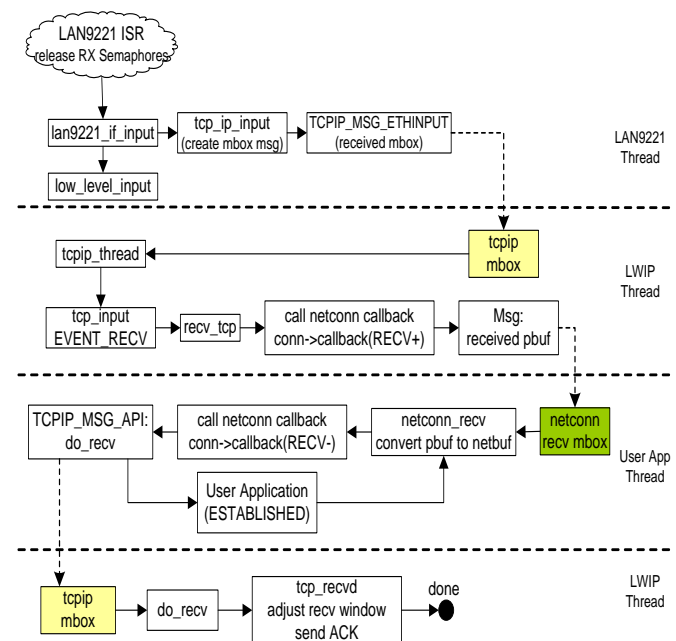 LAN9221 ISR
release RX Semaphores
lan9221_if_input
tcp_ip_input
(create mbox msg)
TCPIP_MSG_ETHINPUT
(received mbox)
LAN9221
Thread
low_level_input
tcpip_thread
tcpip
mbox
LWIP
Thread
tcp_input
EVENT_RECV
recv_tcp
call netconn callback
conn->callback(RECV+)
Msg:
received pbuf
TCPIP_MSG_API:
do_recv
call netconn callback
conn->callback(RECV-)
netconn_recv
convert pbuf to netbuf
netconn
recv mbox
User App
Thread
User Application
(ESTABLISHED)
tcpip
mbox
do_recv
tcp_recvd
adjust recv window
send ACK
done
LWIP
Thread